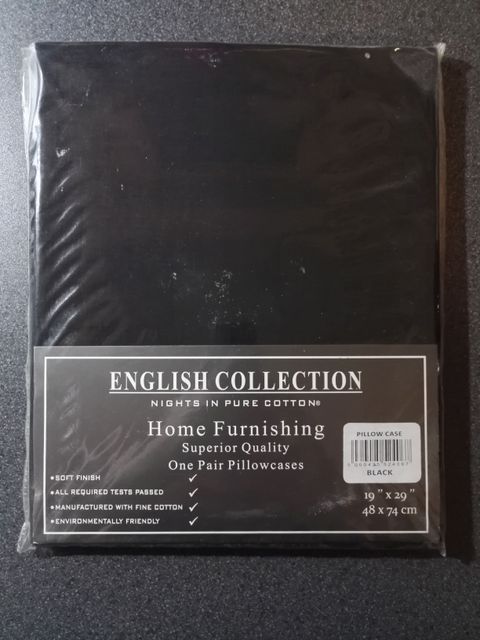 ENGLISH COLLECTION
NIGHTS IN PURE COTTON®
Home Furnishing
Superior Quality
One Pair Pillowcases
•SOFT FINISH ✓
•ALL REQUIRED TESTS PASSED ✓
•MANUFACTURED WITH FINE COTTON ✓
•ENVIRONMENTALLY FRIENDLY ✓
PILLOW CASE
BLACK
19 " x 29 "
48 x 74 cm